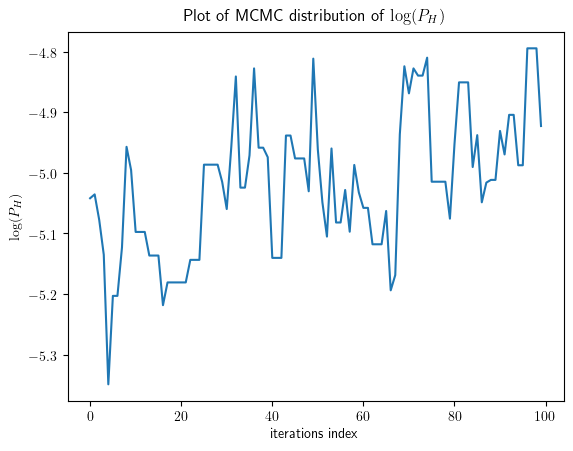 Plot of MCMC distribution of log(P_H)
−4.8
−4.9
−5.0
−5.1
−5.2
−5.3
log(P_H)
0 20 40 60 80 100
iterations index